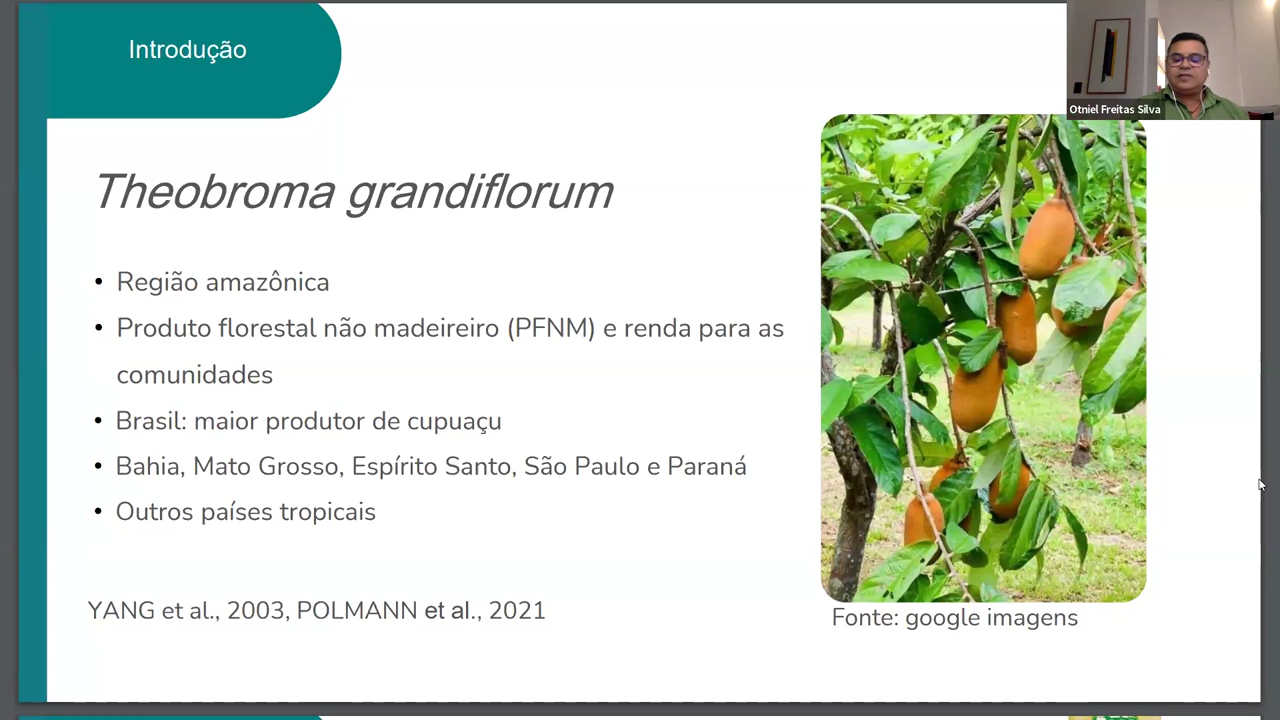 Introdução
Otniel Freitas Silva
Theobroma grandiflorum
• Região amazônica
• Produto florestal não madeireiro (PFNM) e renda para as
comunidades
• Brasil: maior produtor de cupuaçu
• Bahia, Mato Grosso, Espírito Santo, São Paulo e Paraná
• Outros países tropicais
YANG et al., 2003, POLMANN et al., 2021
Fonte: google imagens